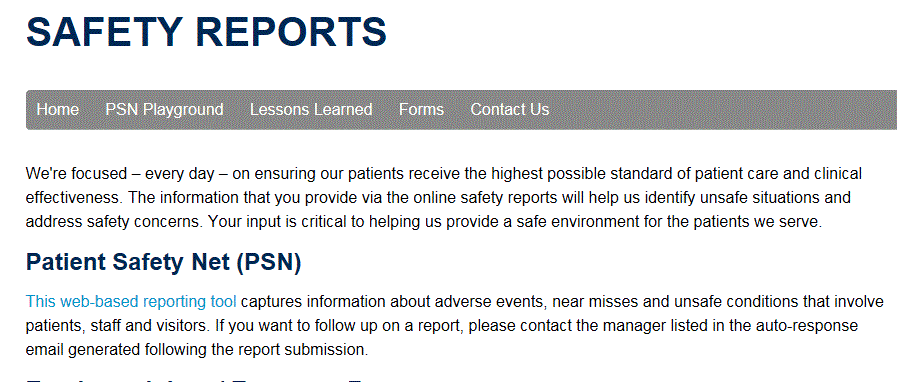 SAFETY REPORTS
Home PSN Playground Lessons Learned Forms Contact Us
We're focused – every day – on ensuring our patients receive the highest possible standard of patient care and clinical
effectiveness. The information that you provide via the online safety reports will help us identify unsafe situations and
address safety concerns. Your input is critical to helping us provide a safe environment for the patients we serve.
Patient Safety Net (PSN)
This web-based reporting tool captures information about adverse events, near misses and unsafe conditions that involve
patients, staff and visitors. If you want to follow up on a report, please contact the manager listed in the auto-response
email generated following the report submission.